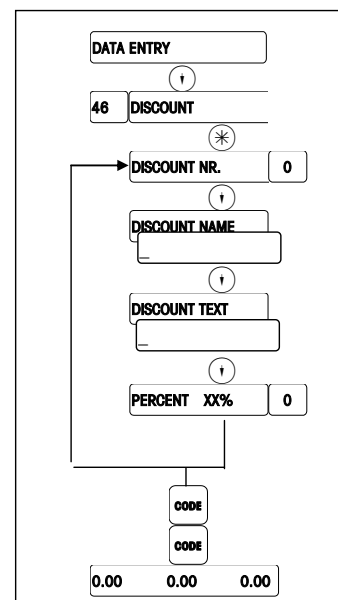 DATA ENTRY
46 DISCOUNT
DISCOUNT NR. 0
DISCOUNT NAME
_
DISCOUNT TEXT
_
PERCENT XX% 0
CODE
CODE
0.00 0.00 0.00